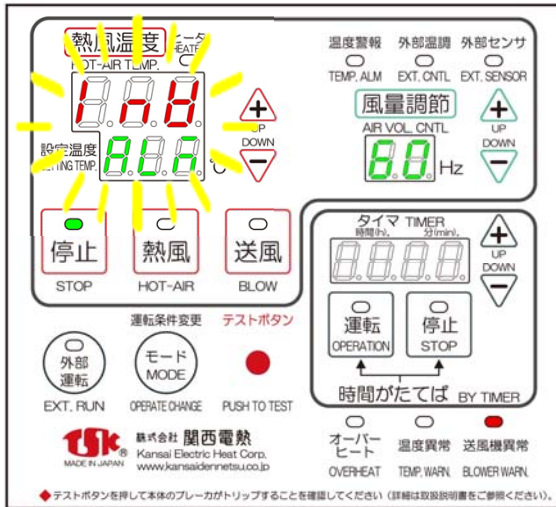 熱風温度
ヒータ
HEATER
HOT-AIR TEMP.
設定温度
SETTING TEMP.
℃
+
UP
DOWN
−
温度警報 外部温調 外部センサ
TEMP, ALM EXT. CNTL EXT. SENSOR
風量調節
AIR VOL. CNTL
60 Hz
+
UP
DOWN
−
停止
STOP
熱風
HOT-AIR
送風
BLOW
タイマ TIMER
時間(h). 分(min).
+
UP
DOWN
−
運転
OPERATION
停止
STOP
時間がたてば BY TIMER
運転条件変更 テストボタン
外部
運転
EXT. RUN
モード
MODE
OPERATE CHANGE
PUSH TO TEST
TSK®
MADE IN JAPAN
株式会社 関西電熱
Kansai Electric Heat Corp.
www.kansaidennetsu.co.jp
オーバー
ヒート
OVERHEAT
温度異常
TEMP, WARN.
送風機異常
BLOWER WARN.
◆テストボタンを押して本体のブレーカがトリップすることを確認してください（詳細は取扱説明書をご参照ください）。